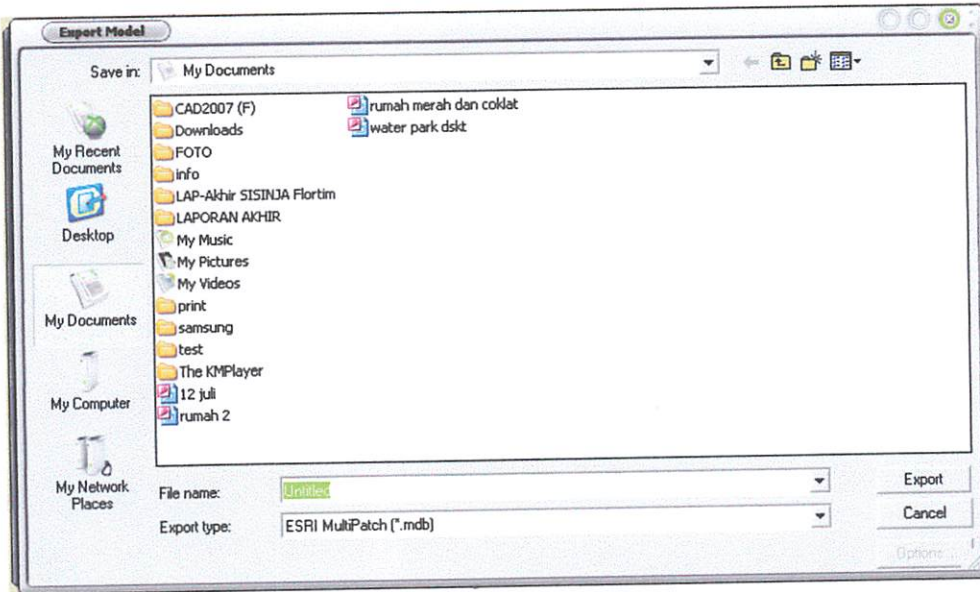 Export Model
Save in: My Documents
My Recent Documents
Desktop
My Documents
My Computer
My Network Places
CAD2007 (F)
Downloads
FOTO
info
LAP-Akhir SISINJA Flortim
LAPORAN AKHIR
My Music
My Pictures
My Videos
print
samsung
test
The KMPlayer
12 juli
rumah 2
rumah merah dan coklat
water park dskt
File name: Untitled
Export
Export type: ESRI MultiPatch (*.mdb)
Cancel
Options...